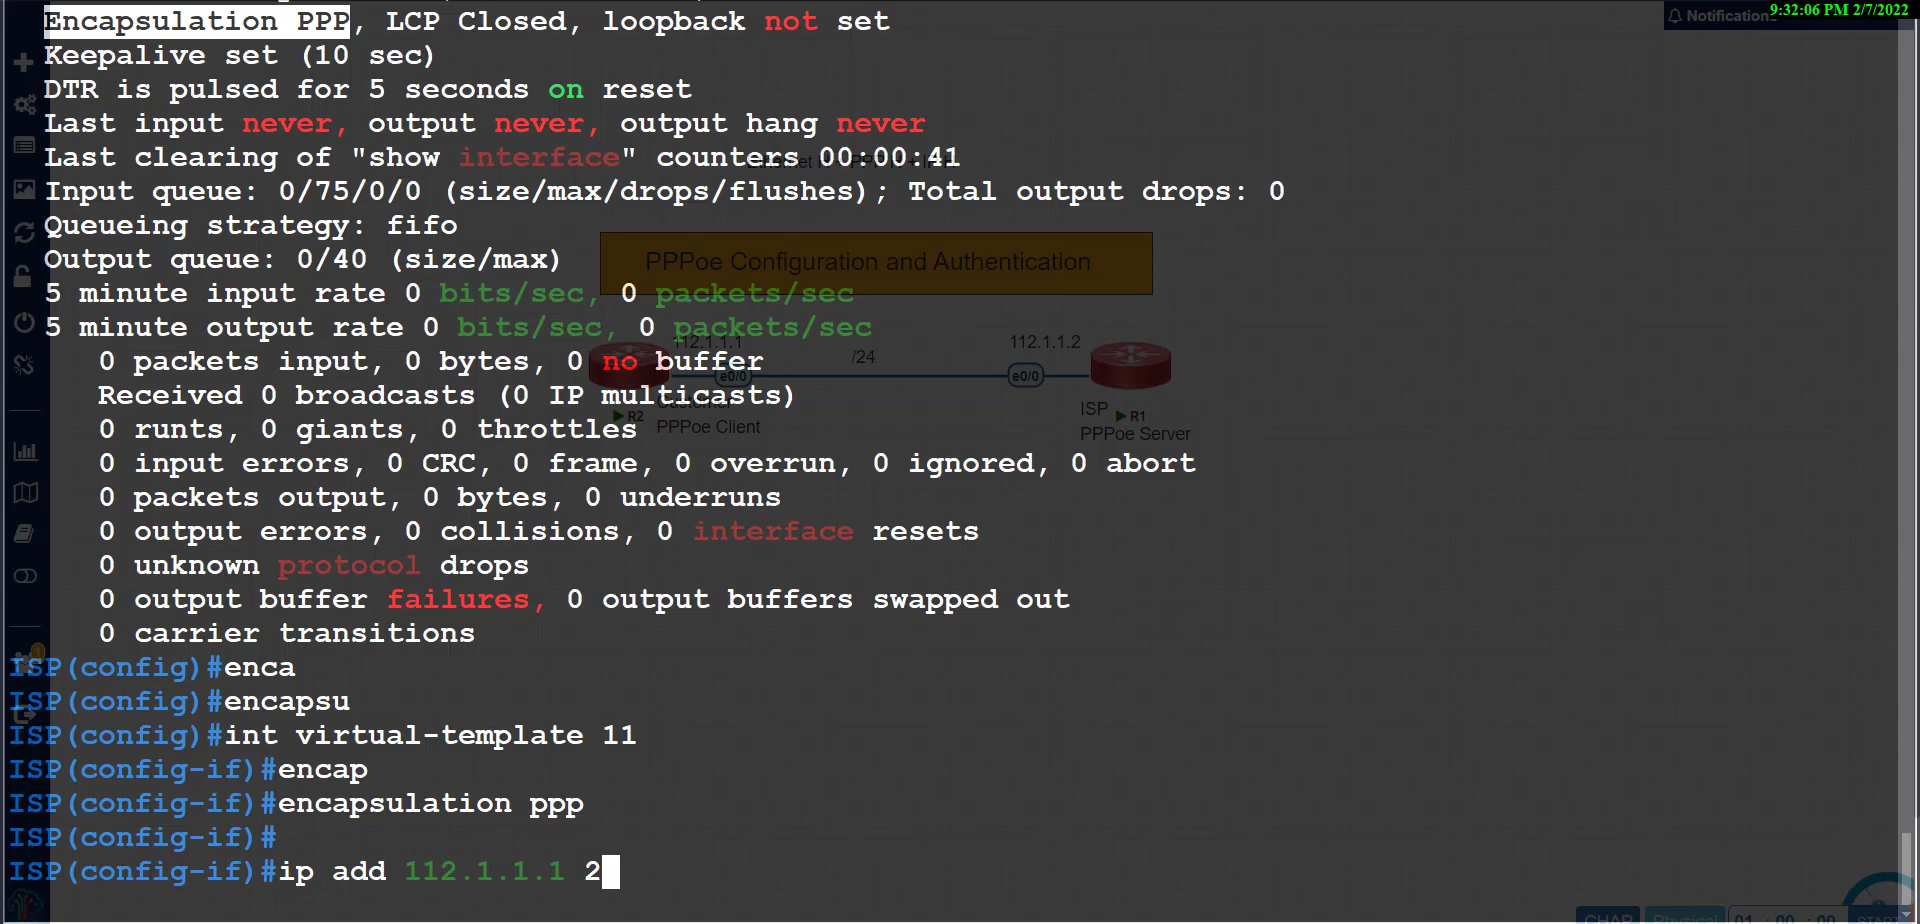 Encapsulation PPP, LCP Closed, loopback not set
Notifications
9:32:06 PM 2/7/2022
Keepalive set (10 sec)
DTR is pulsed for 5 seconds on reset
Last input never, output never, output hang never
Last clearing of "show interface" counters 00:00:41
Input queue: 0/75/0/0 (size/max/drops/flushes); Total output drops: 0
Queueing strategy: fifo
Output queue: 0/40 (size/max)
PPPoe Configuration and Authentication
5 minute input rate 0 bits/sec, 0 packets/sec
5 minute output rate 0 bits/sec, 0 packets/sec
112.1.1.1
/24
112.1.1.2
0 packets input, 0 bytes, 0 no buffer
e0/0
e0/0
Received 0 broadcasts (0 IP multicasts)
Customer
R2
ISP
R1
PPPoe Client
PPPoe Server
0 runts, 0 giants, 0 throttles
0 input errors, 0 CRC, 0 frame, 0 overrun, 0 ignored, 0 abort
0 packets output, 0 bytes, 0 underruns
0 output errors, 0 collisions, 0 interface resets
0 unknown protocol drops
0 output buffer failures, 0 output buffers swapped out
0 carrier transitions
1
ISP(config)#enca
ISP(config)#encapsu
ISP(config)#int virtual-template 11
ISP(config-if)#encap
ISP(config-if)#encapsulation ppp
ISP(config-if)#
ISP(config-if)#ip add 112.1.1.1 2
CHAP
Physical
START